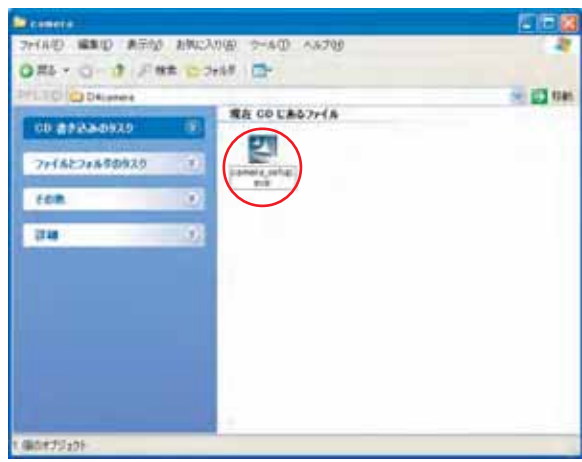 camera
ファイル(F) 編集(E) 表示(V) お気に入り(A) ツール(T) ヘルプ(H)
戻る 検索 フォルダ
アドレス(D) D:¥camera 移動
現在 CD にあるファイル
CD 書き込みのタスク
camera_setup.exe
ファイルとフォルダのタスク
その他
詳細
1 個のオブジェクト